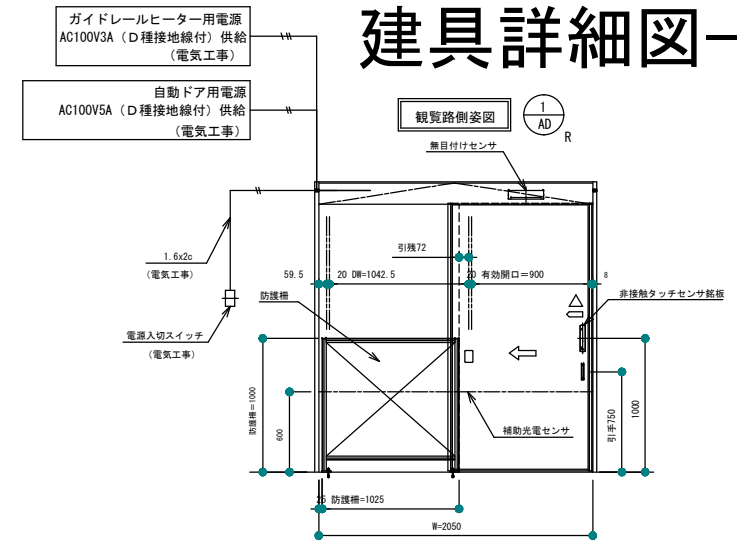 建具詳細図
ガイドレールヒーター用電源
AC100V3A（D種接地線付）供給
(電気工事)
自動ドア用電源
AC100V5A（D種接地線付）供給
(電気工事)
観覧路側姿図
1
AD
R
無目付けセンサ
1.6x2c
(電気工事)
引残72
59.5
20
DW=1042.5
20
有効開口＝900
8
防護柵
非接触タッチセンサ銘板
電源入切スイッチ
(電気工事)
防護柵＝1000
600
補助光電センサ
引手750
1000
25
防護柵=1025
W=2050